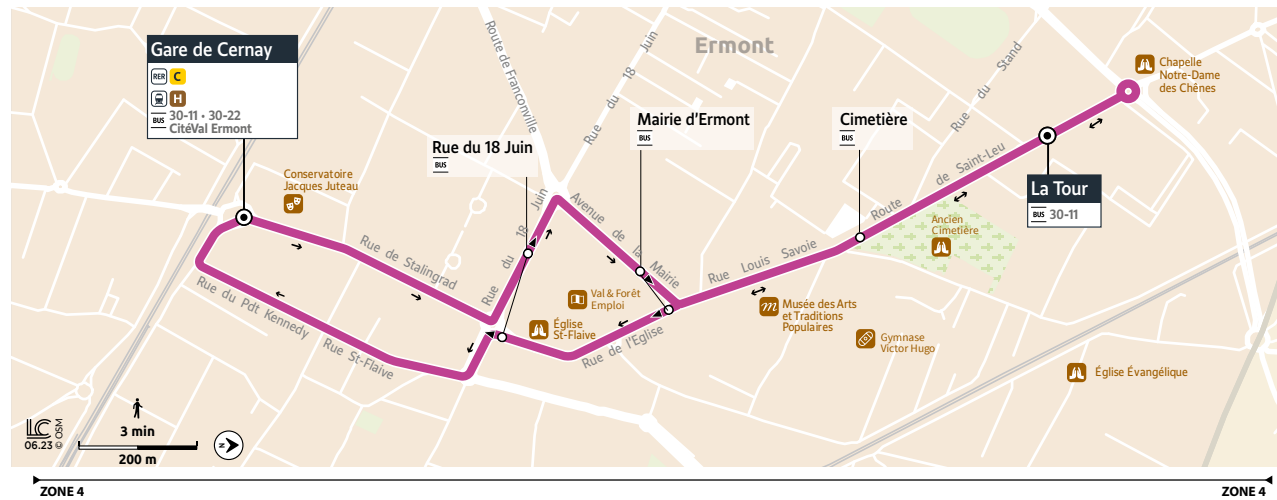 Gare de Cernay
RER C
H
BUS 30-11 • 30-22
CitéVal Ermont
Conservatoire
Jacques Juteau
Route de Franconville
Rue du 18 Juin
Ermont
Rue du 18 Juin
BUS
Mairie d'Ermont
BUS
Cimetière
BUS
Rue du Stand
Chapelle
Notre-Dame
des Chênes
La Tour
BUS 30-11
Route de Saint-Leu
Ancien
Cimetière
Rue de Stalingrad
Rue du 18 Juin
Avenue de la Mairie
Rue Louis Savoie
Val & Forêt
Emploi
Église
St-Flaive
Rue de l'Eglise
Musée des Arts
et Traditions
Populaires
Gymnase
Victor Hugo
Église Évangélique
Rue du Pdt Kennedy
Rue St-Flaive
LC
06.23 © OSM
3 min
200 m
N
ZONE 4
ZONE 4